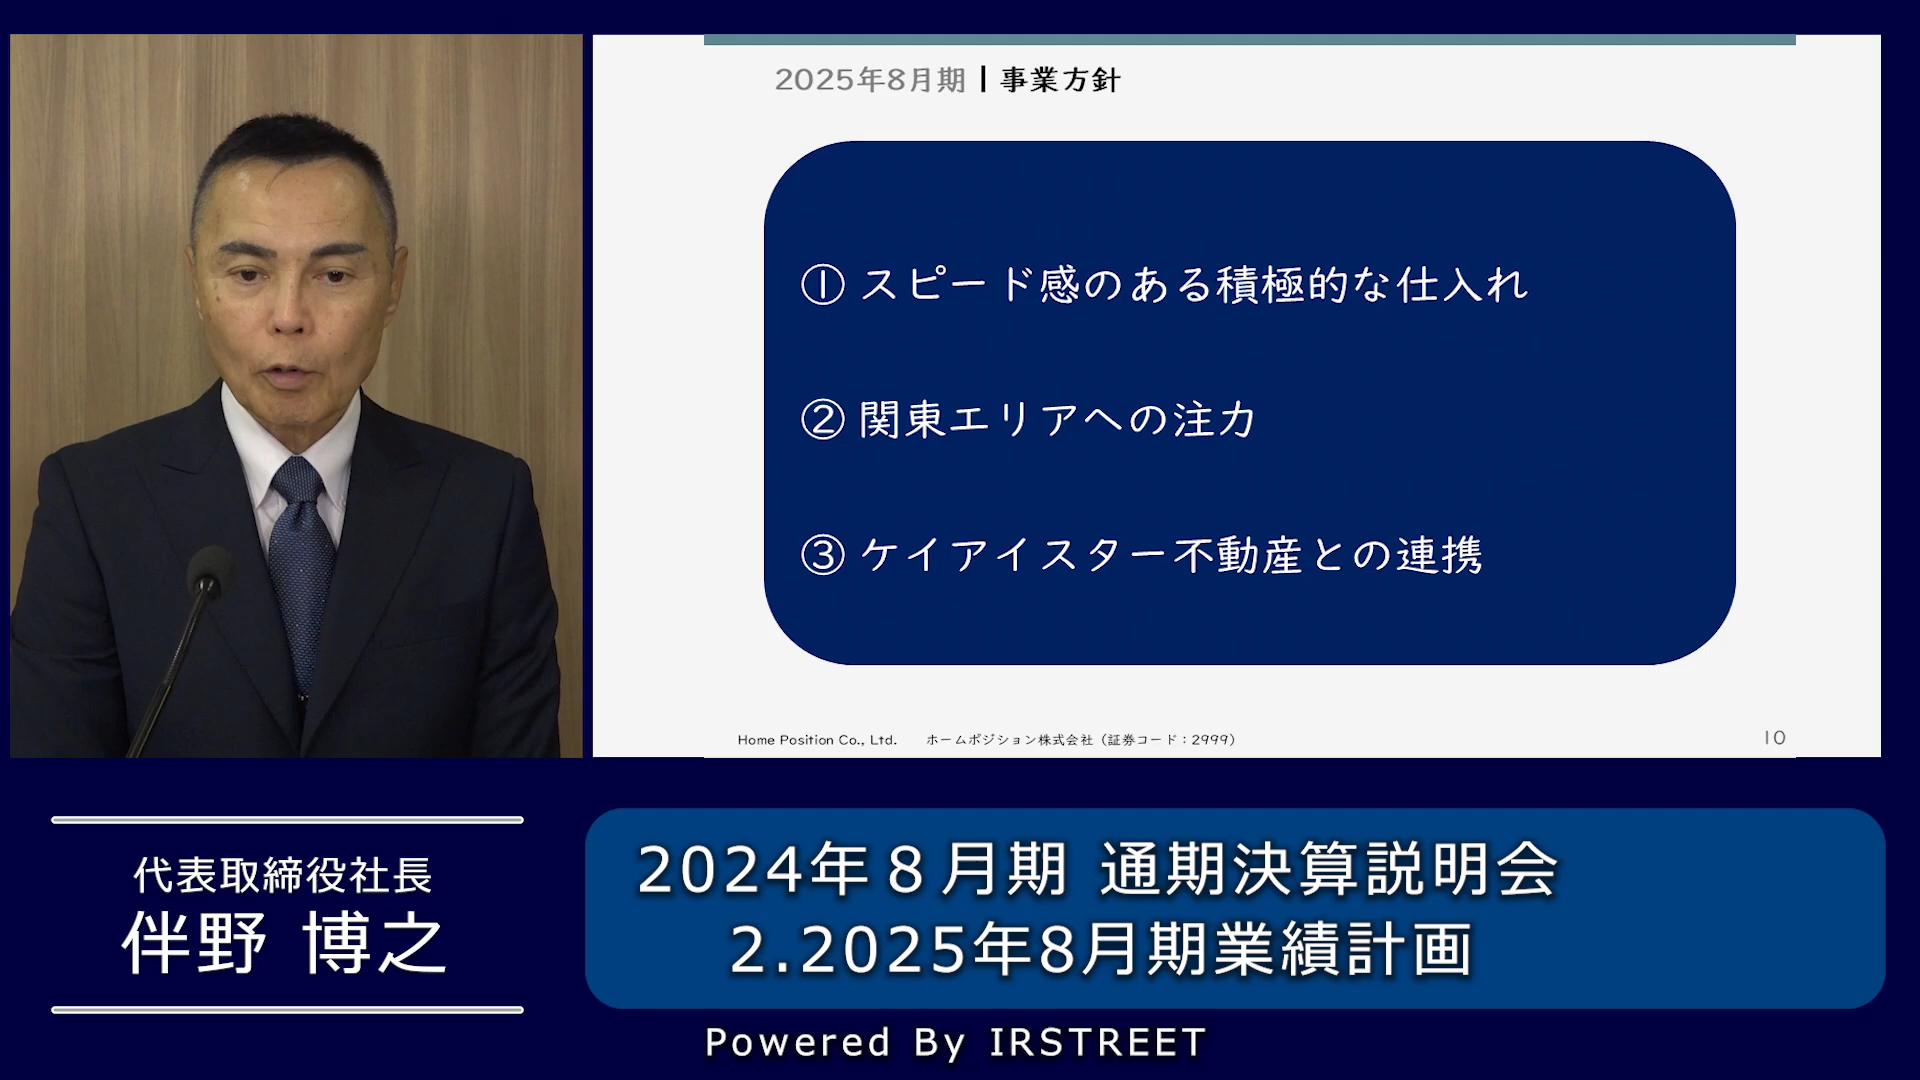 2025年8月期 | 事業方針
① スピード感のある積極的な仕入れ
② 関東エリアへの注力
③ ケイアイスター不動産との連携
Home Position Co., Ltd. ホームポジション株式会社（証券コード：2999）
10
代表取締役社長
伴野 博之
2024年８月期 通期決算説明会
2.2025年8月期業績計画
Powered By IRSTREET